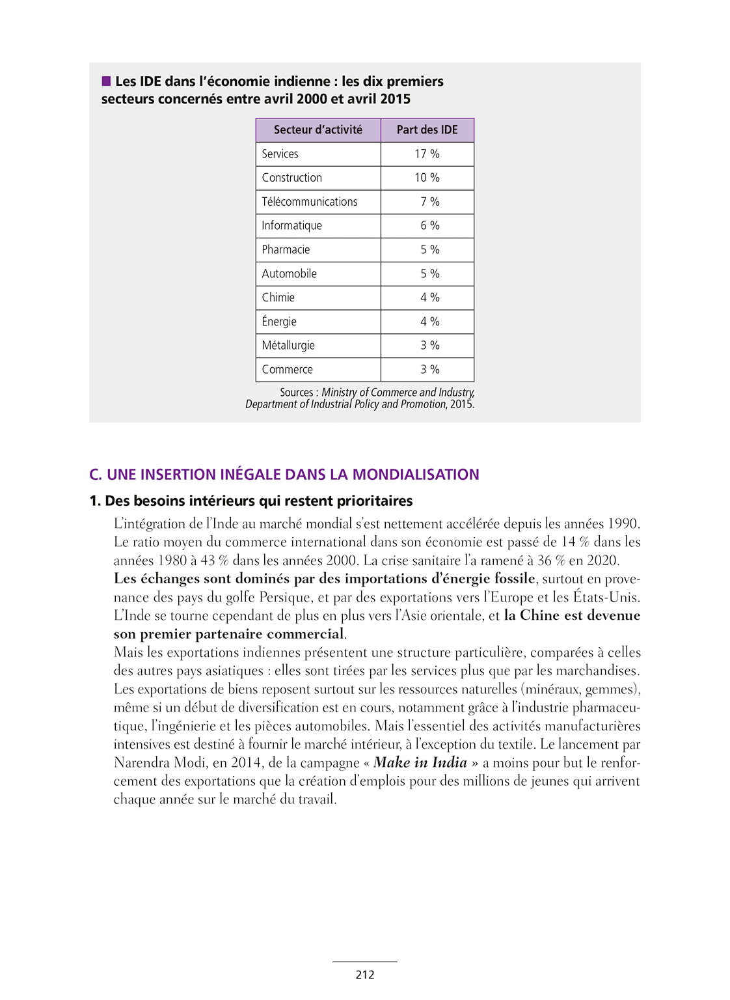 ■ Les IDE dans l’économie indienne : les dix premiers
secteurs concernés entre avril 2000 et avril 2015
Secteur d’activité Part des IDE
Services 17 %
Construction 10 %
Télécommunications 7 %
Informatique 6 %
Pharmacie 5 %
Automobile 5 %
Chimie 4 %
Énergie 4 %
Métallurgie 3 %
Commerce 3 %
Sources : Ministry of Commerce and Industry,
Department of Industrial Policy and Promotion, 2015.
C. UNE INSERTION INÉGALE DANS LA MONDIALISATION
1. Des besoins intérieurs qui restent prioritaires
L’intégration de l’Inde au marché mondial s’est nettement accélérée depuis les années 1990.
Le ratio moyen du commerce international dans son économie est passé de 14 % dans les
années 1980 à 43 % dans les années 2000. La crise sanitaire l’a ramené à 36 % en 2020.
Les échanges sont dominés par des importations d’énergie fossile, surtout en prove-
nance des pays du golfe Persique, et par des exportations vers l’Europe et les États-Unis.
L’Inde se tourne cependant de plus en plus vers l’Asie orientale, et la Chine est devenue
son premier partenaire commercial.
Mais les exportations indiennes présentent une structure particulière, comparées à celles
des autres pays asiatiques : elles sont tirées par les services plus que par les marchandises.
Les exportations de biens reposent surtout sur les ressources naturelles (minéraux, gemmes),
même si un début de diversification est en cours, notamment grâce à l’industrie pharmaceu-
tique, l’ingénierie et les pièces automobiles. Mais l’essentiel des activités manufacturières
intensives est destiné à fournir le marché intérieur, à l’exception du textile. Le lancement par
Narendra Modi, en 2014, de la campagne « Make in India » a moins pour but le renfor-
cement des exportations que la création d’emplois pour des millions de jeunes qui arrivent
chaque année sur le marché du travail.
212